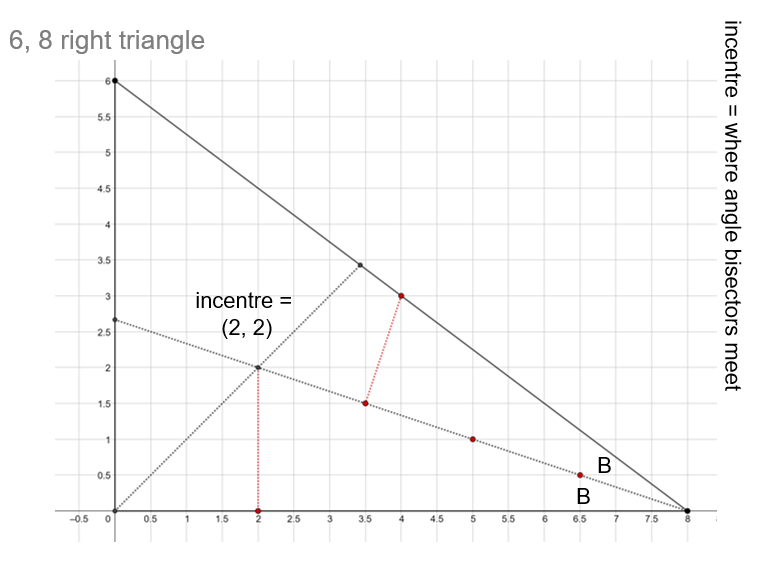 6, 8 right triangle
incentre = where angle bisectors meet
6
5.5
5
4.5
4
3.5
3
2.5
2
1.5
1
0.5
incentre =
(2, 2)
B
B
-0.5 0 0.5 1 1.5 2 2.5 3 3.5 4 4.5 5 5.5 6 6.5 7 7.5 8